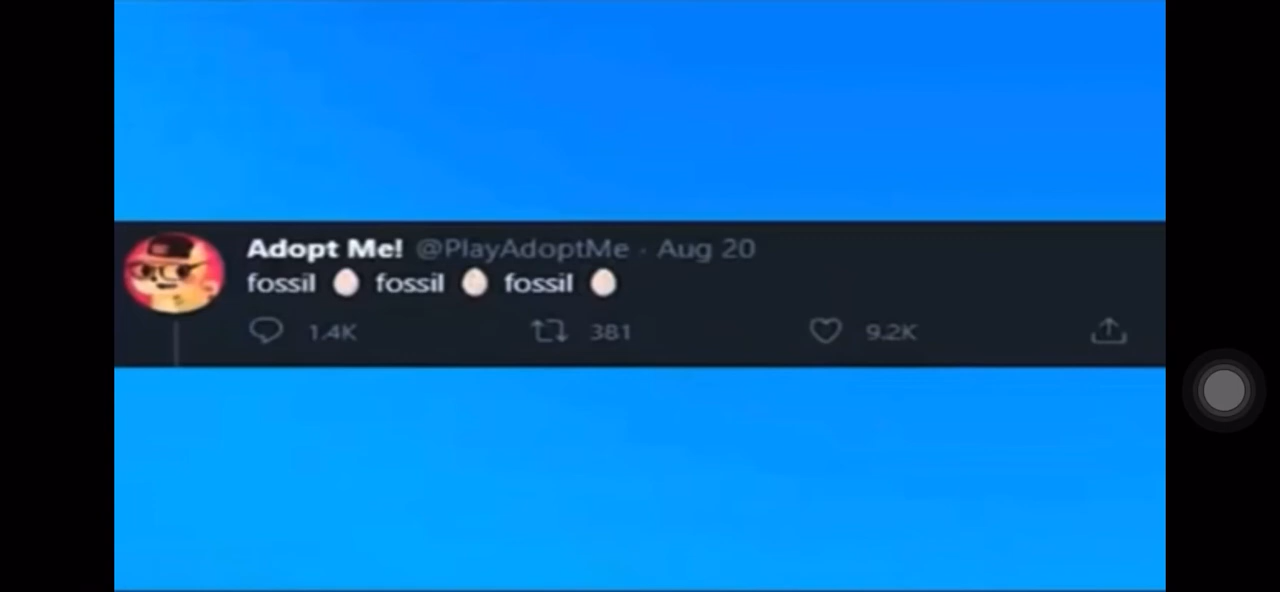 Adopt Me! @PlayAdoptMe · Aug 20
fossil 🥚 fossil 🥚 fossil 🥚
1.4K 381 9.2K